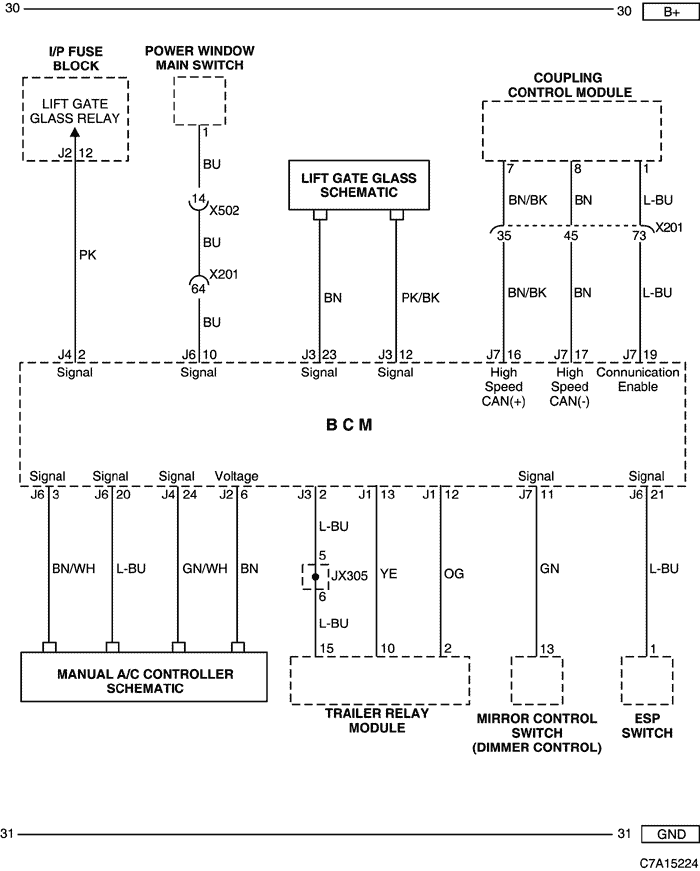 30 30 B+
I/P FUSE
BLOCK
POWER WINDOW
MAIN SWITCH
COUPLING
CONTROL MODULE
LIFT GATE
GLASS RELAY
J2 12
1
7 8 1
LIFT GATE GLASS
SCHEMATIC
BU
BN/BK BN L-BU
14
X502
X201
35 45 73
BU
PK
X201
64
BN PK/BK
BN/BK BN L-BU
BU
J4 2 J6 10 J3 23 J3 12 J7 16 J7 17 J7 19
Signal Signal Signal Signal High High Connunication
Speed Speed Enable
CAN(+) CAN(-)
B C M
Signal Signal Signal Voltage Signal Signal
J6 3 J6 20 J4 24 J2 6 J3 2 J1 13 J1 12 J7 11 J6 21
L-BU
5
BN/WH L-BU GN/WH BN JX305 YE OG GN L-BU
6
L-BU
15 10 2 13 1
MANUAL A/C CONTROLLER
SCHEMATIC
TRAILER RELAY
MODULE
MIRROR CONTROL
SWITCH
(DIMMER CONTROL)
ESP
SWITCH
31 31 GND
C7A15224